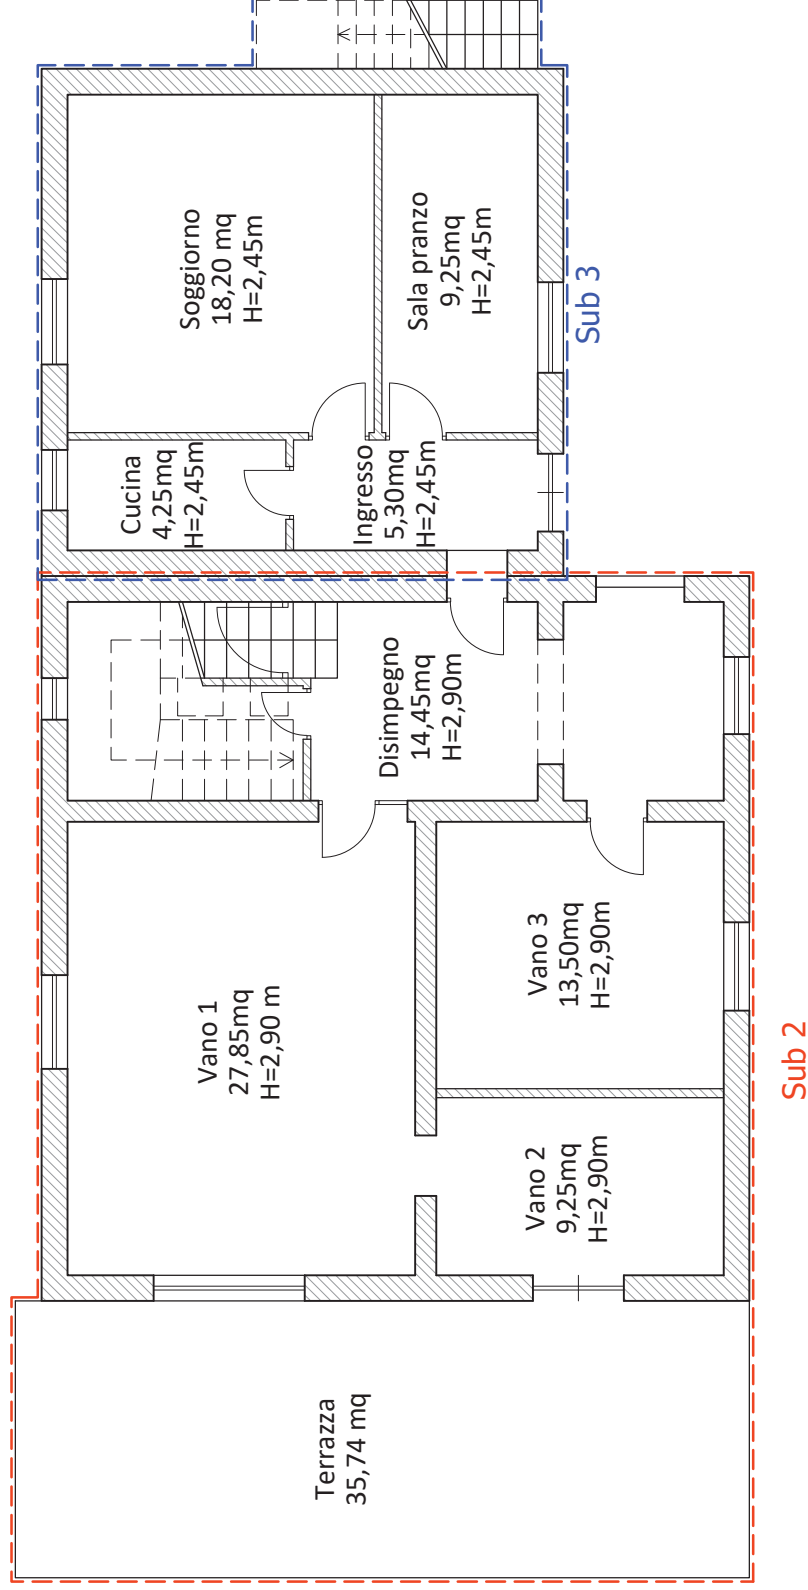 Soggiorno
18,20 mq
H=2,45m
Sala pranzo
9,25mq
H=2,45m
Sub 3
Cucina
4,25mq
H=2,45m
Ingresso
5,30mq
H=2,45m
Disimpegno
14,45mq
H=2,90m
Vano 1
27,85mq
H=2,90 m
Vano 3
13,50mq
H=2,90m
Vano 2
9,25mq
H=2,90m
Sub 2
Terrazza
35,74 mq